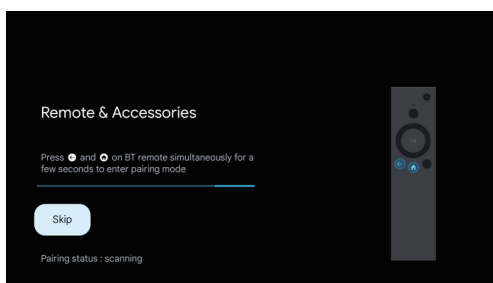 Remote & Accessories
Press and on BT remote simultaneously for a
few seconds to enter pairing mode
Skip
Pairing status : scanning
OK